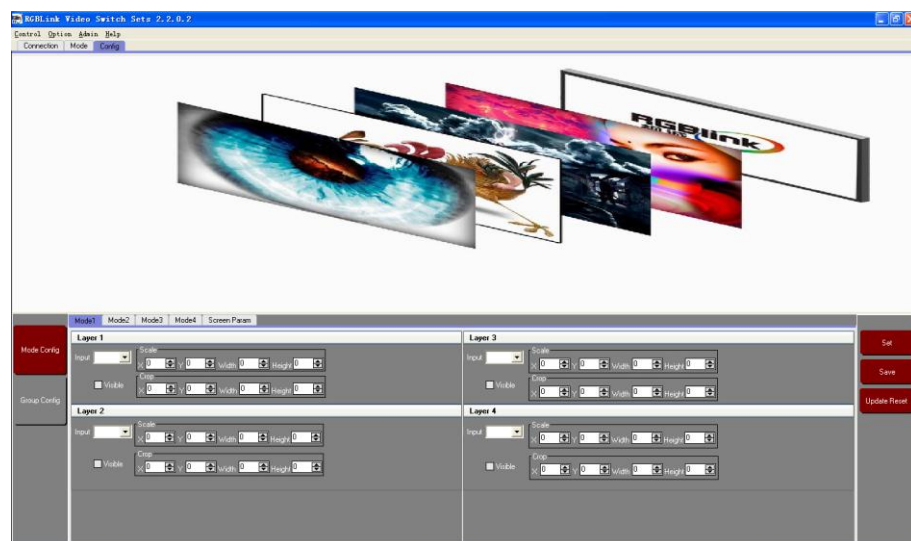 RGBLink Video Switch Sets 2.2.0.2
Control Option Admin Help
Connection Mode Config
RGBlink
Mode1 Mode2 Mode3 Mode4 Screen Param
Mode Config
Group Config
Layer 1
Input
Scale
X 0 Y 0 Width 0 Height 0
Visible
Crop
X 0 Y 0 Width 0 Height 0
Layer 2
Input
Scale
X 0 Y 0 Width 0 Height 0
Visible
Crop
X 0 Y 0 Width 0 Height 0
Layer 3
Input
Scale
X 0 Y 0 Width 0 Height 0
Visible
Crop
X 0 Y 0 Width 0 Height 0
Layer 4
Input
Scale
X 0 Y 0 Width 0 Height 0
Visible
Crop
X 0 Y 0 Width 0 Height 0
Set
Save
Update Reset